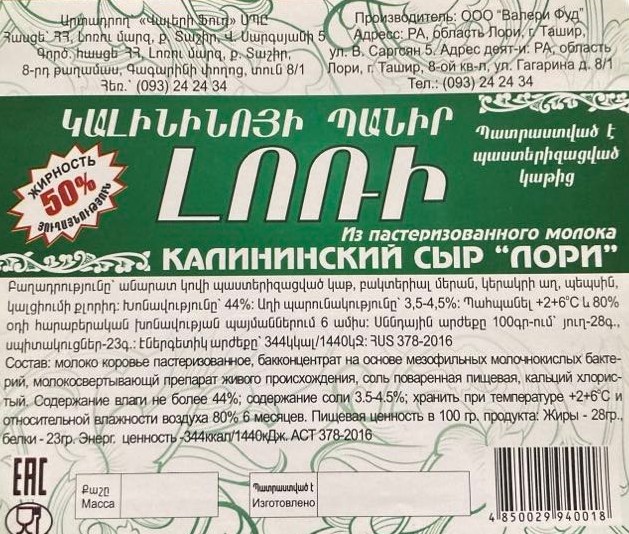 Արտադրող՝ «Վալերի Ֆուդ» ՍՊԸ
Հասցե՝ ՀՀ, Լոռու մարզ, ք. Տաշիր, Վ. Սարգսյանի 5
Գործ. հասցե՝ ՀՀ, Լոռու մարզ, ք. Տաշիր,
8-րդ թաղամաս, Գագարինի փողոց, տուն 8/1
Հեռ.՝ (093) 24 24 34
Производитель: ООО "Валери Фуд"
Адресс: РА, область Лори, г. Ташир,
ул. В. Саргсян 5. Адрес деят-и: РА, область
Лори, г. Ташир, 8-ой кв-л, ул. Гагарина д. 8/1
Тел.: (093) 24 24 34
ԿԱԼԻՆԻՆՈՅԻ ՊԱՆԻՐ
ԼՈՌԻ
Պատրաստված է
պաստերիզացված
կաթից
ЖИРНОСТЬ
50%
ՅՈՒՂԱՅՆՈՒԹՅՈՒՆ
Из пастеризованного молока
КАЛИНИНСКИЙ СЫР "ЛОРИ"
Բաղադրությունը՝ անարատ կովի պաստերիզացված կաթ, բակտերիալ մերան, կերակրի աղ, պեպսին,
կալցիումի քլորիդ: Խոնավությունը՝ 44%: Աղի պարունակությունը՝ 3,5-4,5%: Պահպանել +2+6°C և 80%
օդի հարաբերական խոնավության պայմաններում 6 ամիս: Սննդային արժեքը 100գր-ում՝ յուղ-28գ.,
սպիտակուցներ-23գ.: Էներգետիկ արժեքը՝ 344կկալ/1440կՋ: ՀՍՏ 378-2016
Состав: молоко коровье пастеризованное, бакконцентрат на основе мезофильных молочнокислых бакте-
рий, молокосвертывающй препарат живого происхождения, соль поваренная пищевая, кальций хлорис-
тый. Содержание влаги не более 44%; содержение соли 3.5-4.5%; хранить при температуре +2+6°C и
относительной влажности воздуха 80% 6 месяцев. Пищевая ценность в 100 гр. продукта: Жиры - 28гр.,
белки - 23гр. Энерг. ценность -344ккал/1440кДж. АСТ 378-2016
EAC
Քաշը
Масса
Պատրաստված է
Изготовлено
4 850029 940018